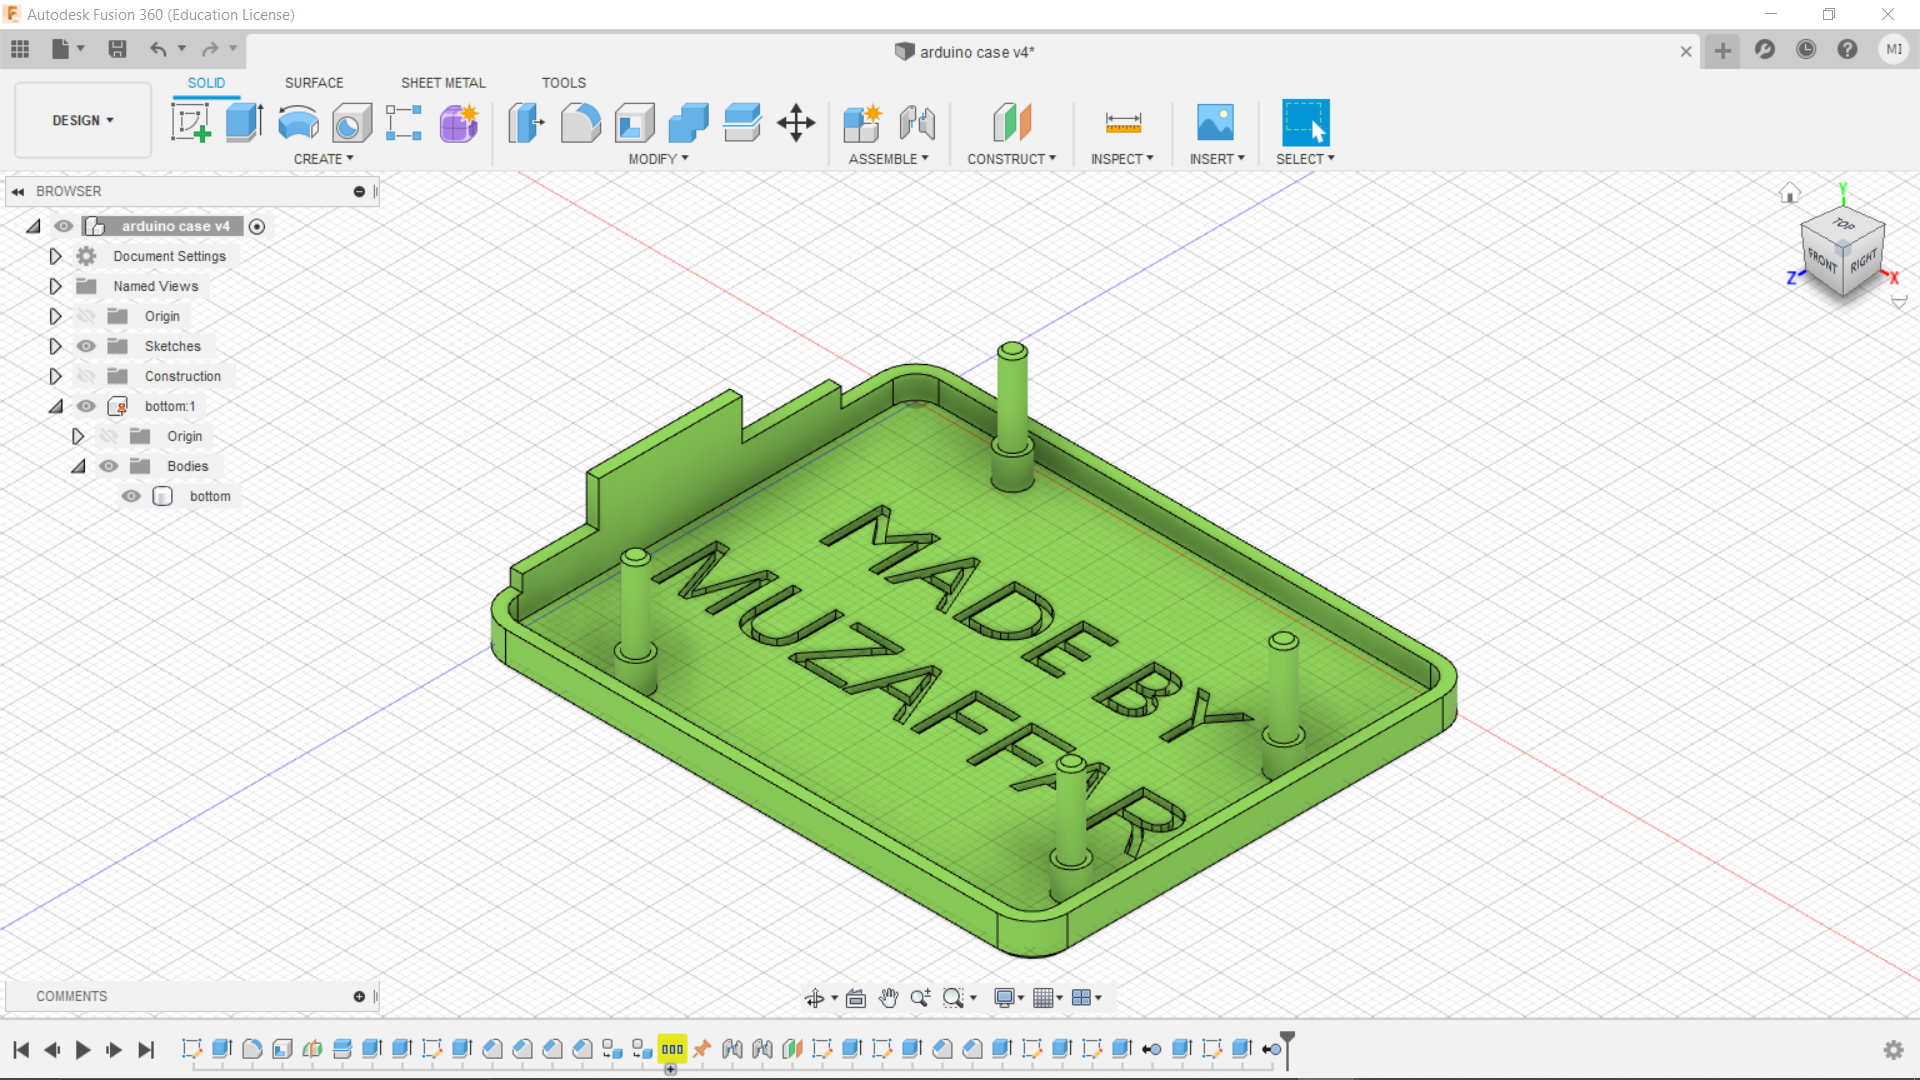 Autodesk Fusion 360 (Education License)
arduino case v4*
MI
SOLID SURFACE SHEET METAL TOOLS
DESIGN
CREATE MODIFY ASSEMBLE CONSTRUCT INSPECT INSERT SELECT
BROWSER
arduino case v4
Document Settings
Named Views
Origin
Sketches
Construction
bottom:1
Origin
Bodies
bottom
Y
TOP
FRONT RIGHT
Z X
MADE BY
MUZAFFAR
COMMENTS